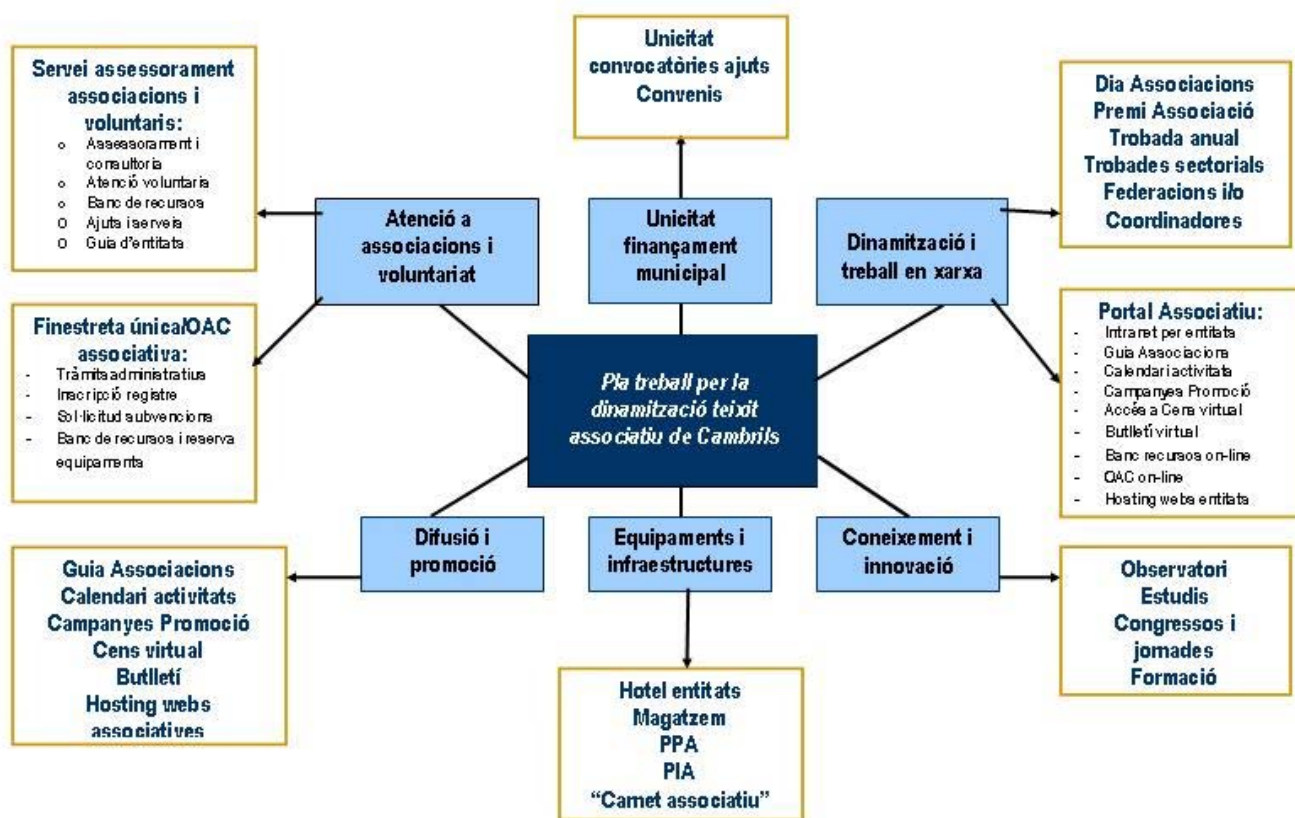 Unicitat
convocatòries ajuts
Convenis
Servei assessorament
associacions i
voluntaris:
o Assessorament i
consultoria
o Atenció voluntaris
o Banc de recursos
o Ajuts i serveis
o Guia d'entitats
Dia Associacions
Premi Associació
Trobada anual
Trobades sectorials
Federacions i/o
Coordinadores
Atenció a
associacions i
voluntariat
Unicitat
finançament
municipal
Dinamització i
treball en xarxa
Finestreta única/OAC
associativa:
- Tràmits administratius
- Inscripció registre
- Sol·licitud subvencions
- Banc de recursos i reserva
equipaments
Pla treball per la
dinamització teixit
associatiu de Cambrils
Portal Associatiu:
- Intranet per entitats
- Guia Associacions
- Calendari activitats
- Campanyes Promoció
- Accés a Cens virtual
- Butlletí virtual
- Banc recursos on-line
- OAC on-line
- Hosting webs entitats
Difusió i
promoció
Equipaments i
infraestructures
Coneixement i
innovació
Guia Associacions
Calendari activitats
Campanyes Promoció
Cens virtual
Butlletí
Hosting webs
associatives
Hotel entitats
Magatzem
PPA
PIA
“Carnet associatiu”
Observatori
Estudis
Congressos i
jornades
Formació